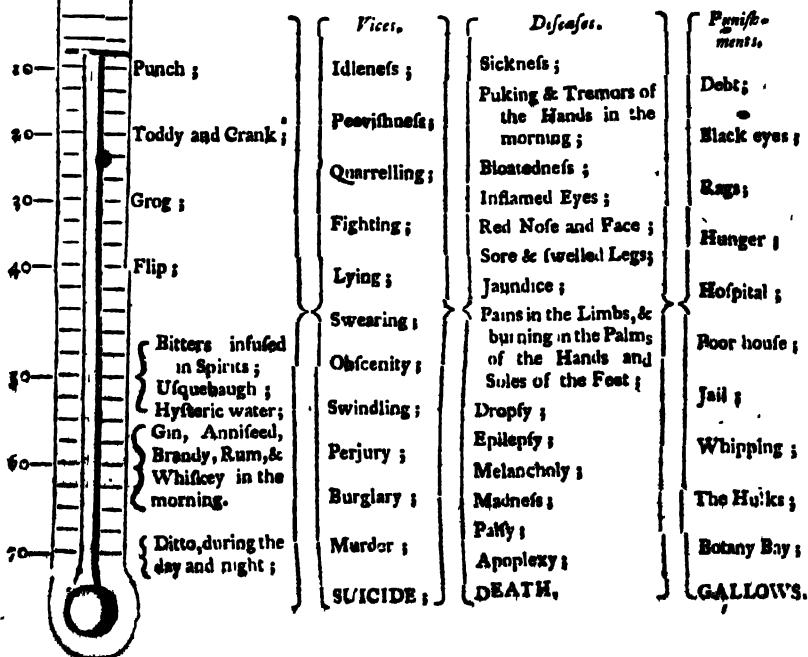 10
20
30
40
50
60
70
Punch ;
Toddy and Crank ;
Grog ;
Flip ;
Bitters infuſed
in Spirits ;
Uſquebaugh ;
Hyſteric water;
Gin, Anniſeed,
Brandy, Rum, &
Whiſkey in the
morning.
Ditto, during the
day and night ;
Vices.
Idleneſs ;
Peeviſhneſs;
Quarrelling ;
Fighting ;
Lying ;
Swearing ;
Obſcenity ;
Swindling ;
Perjury ;
Burglary ;
Murder ;
SUICIDE ;
Diſeaſes.
Sickneſs ;
Puking & Tremors of
the Hands in the
morning ;
Bloatedneſs ;
Inflamed Eyes ;
Red Noſe and Face ;
Sore & ſwelled Legs;
Jaundice ;
Pains in the Limbs, &
burning in the Palms
of the Hands and
Soles of the Feet ;
Dropſy ;
Epilepſy ;
Melancholy ;
Madneſs ;
Palſy ;
Apoplexy ;
DEATH.
Puniſh-
ments.
Debt;
Black eyes ;
Rags;
Hunger ;
Hoſpital ;
Poor houſe ;
Jail ;
Whipping ;
The Hulks ;
Botany Bay ;
GALLOWS.